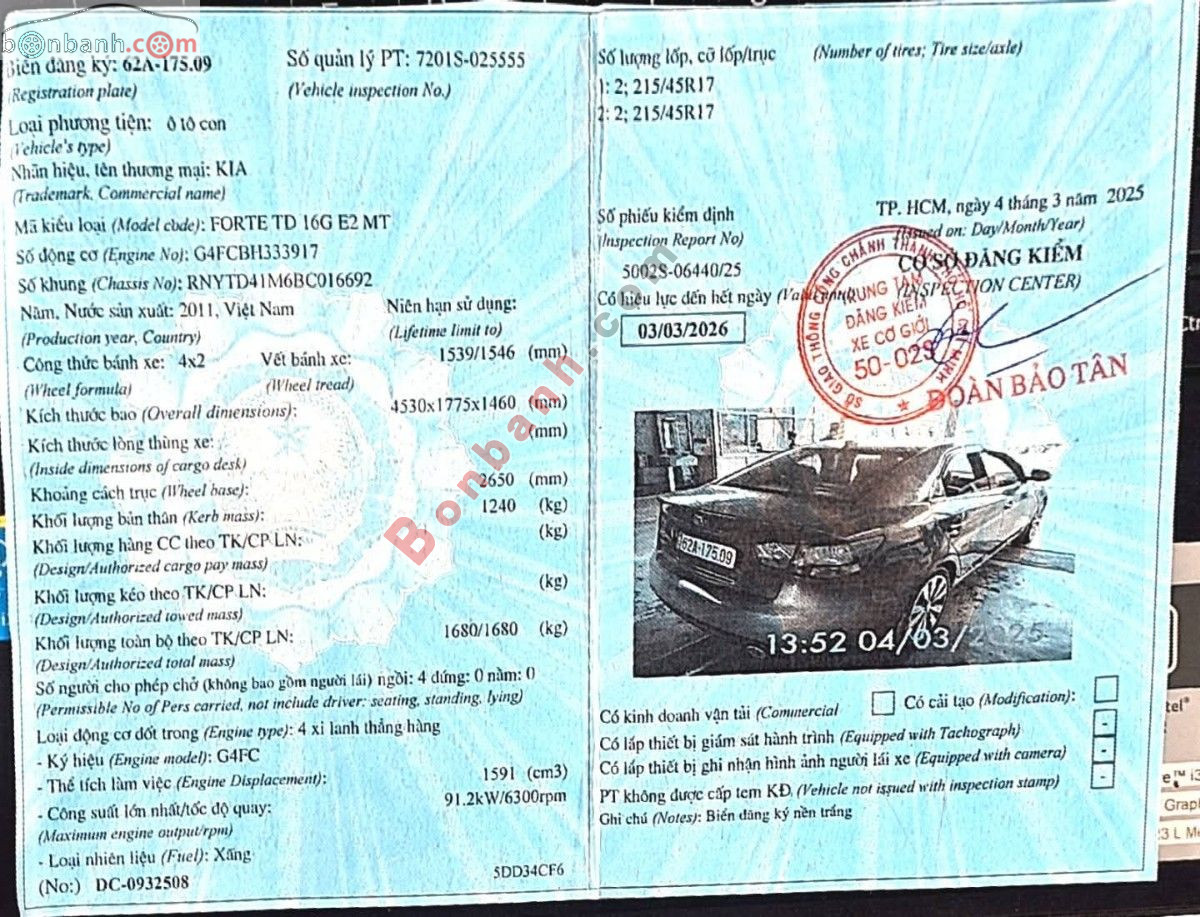 bonbanh.com
Biển đăng ký: 62A-175.09
(Registration plate)
Số quản lý PT: 7201S-025555
(Vehicle inspection No.)
Loại phương tiện: ô tô con
(Vehicle's type)
Nhãn hiệu, tên thương mại: KIA
(Trademark, Commercial name)
Mã kiểu loại (Model cbde): FORTE TD 16G E2 MT
Số động cơ (Engine No): G4FCBH333917
Số khung (Chassis No): RNYTD41M6BC016692
Năm, Nước sản xuất: 2011, Việt Nam
(Production year, Country)
Niên hạn sử dụng:
(Lifetime limit to)
Công thức bánh xe: 4x2
(Wheel formula)
Vết bánh xe: 1539/1546 (mm)
(Wheel tread)
Kích thước bao (Overall dimensions): 4530x1775x1460 (mm)
Kích thước lòng thùng xe: (mm)
(Inside dimensions of cargo desk)
Khoảng cách trục (Wheel base): 2650 (mm)
Khối lượng bản thân (Kerb mass): 1240 (kg)
Khối lượng hàng CC theo TK/CP LN: (kg)
(Design/Authorized cargo pay mass)
Khối lượng kéo theo TK/CP LN: (kg)
(Design/Authorized towed mass)
Khối lượng toàn bộ theo TK/CP LN: 1680/1680 (kg)
(Design/Authorized total mass)
Số người cho phép chở (không bao gồm người lái) ngồi: 4 đứng: 0 nằm: 0
(Permissible No of Pers carried, not include driver: seating, standing, lying)
Loại động cơ đốt trong (Engine type): 4 xi lanh thẳng hàng
- Ký hiệu (Engine model): G4FC
- Thể tích làm việc (Engine Displacement): 1591 (cm3)
- Công suất lớn nhất/tốc độ quay: 91.2kW/6300rpm
(Maximum engine output/rpm)
- Loại nhiên liệu (Fuel): Xăng
(No:) DC-0932508
5DD34CF6
Số lượng lốp, cỡ lốp/trục (Number of tires; Tire size/axle)
1: 2; 215/45R17
2: 2; 215/45R17
TP. HCM, ngày 4 tháng 3 năm 2025
(Issued on: Day/Month/Year)
Số phiếu kiểm định
(Inspection Report No)
5002S-06440/25
CƠ SỞ ĐĂNG KIỂM
(INSPECTION CENTER)
Có hiệu lực đến hết ngày
03/03/2026
SỞ GIAO THÔNG CÔNG CHÁNH THÀNH PHỐ HỒ CHÍ MINH
TRUNG TÂM
ĐĂNG KIỂM
XE CƠ GIỚI
50-02S
ĐOÀN BẢO TÂN
62A-175.09
13:52 04/03/2025
Có kinh doanh vận tải (Commercial
Có cải tạo (Modification):
Có lắp thiết bị giám sát hành trình (Equipped with Tachograph)
Có lắp thiết bị ghi nhận hình ảnh người lái xe (Equipped with camera)
PT không được cấp tem KĐ (Vehicle not issued with inspection stamp)
Ghi chú (Notes): Biển đăng ký nền trắng
Bonbanh.com